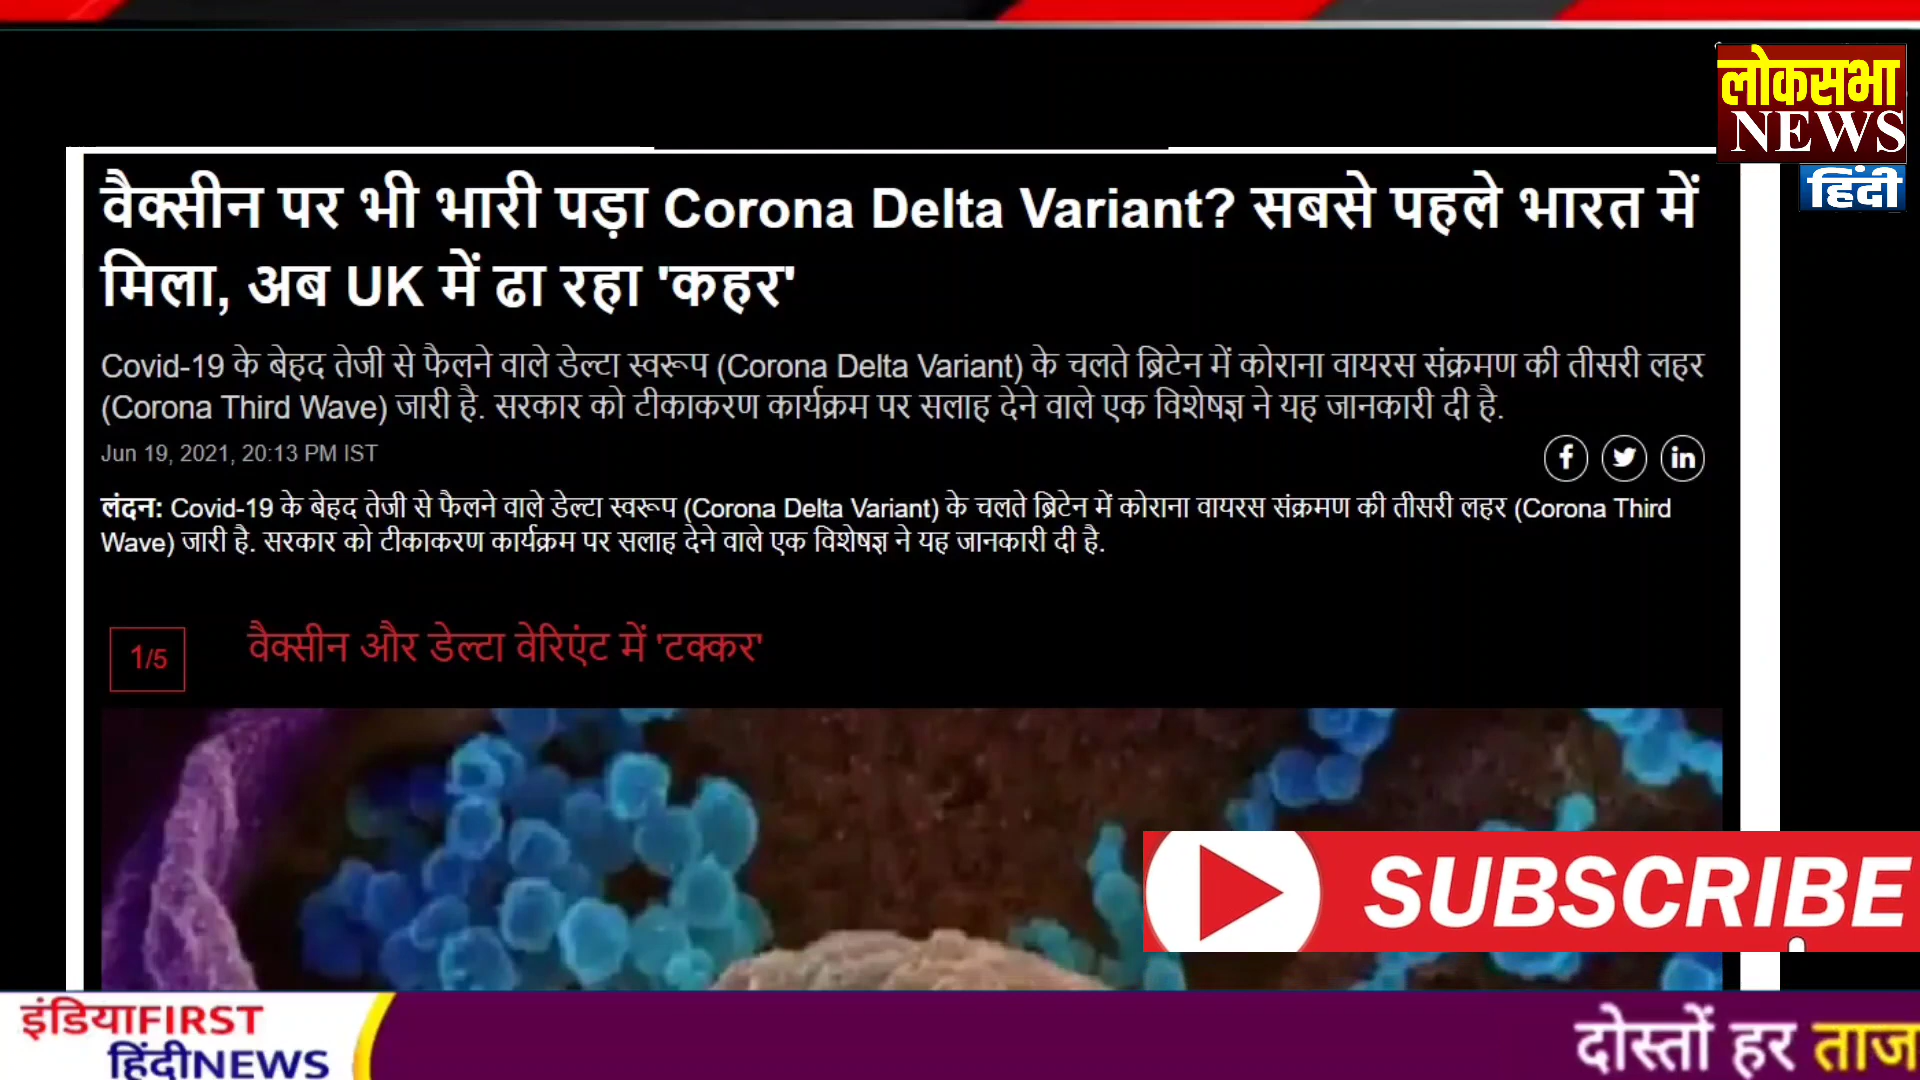 लोकसभा
NEWS
हिंदी
वैक्सीन पर भी भारी पड़ा Corona Delta Variant? सबसे पहले भारत में
मिला, अब UK में ढा रहा 'कहर'
Covid-19 के बेहद तेजी से फैलने वाले डेल्टा स्वरूप (Corona Delta Variant) के चलते ब्रिटेन में कोराना वायरस संक्रमण की तीसरी लहर
(Corona Third Wave) जारी है. सरकार को टीकाकरण कार्यक्रम पर सलाह देने वाले एक विशेषज्ञ ने यह जानकारी दी है.
Jun 19, 2021, 20:13 PM IST
लंदन: Covid-19 के बेहद तेजी से फैलने वाले डेल्टा स्वरूप (Corona Delta Variant) के चलते ब्रिटेन में कोराना वायरस संक्रमण की तीसरी लहर (Corona Third
Wave) जारी है. सरकार को टीकाकरण कार्यक्रम पर सलाह देने वाले एक विशेषज्ञ ने यह जानकारी दी है.
1/5 वैक्सीन और डेल्टा वेरिएंट में 'टक्कर'
SUBSCRIBE
इंडियाFIRST
हिंदीNEWS
दोस्तों हर ताज